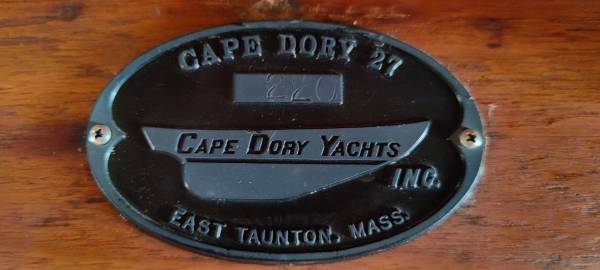 CAPE DORY 27
220
CAPE DORY YACHTS
INC.
EAST TAUNTON, MASS.